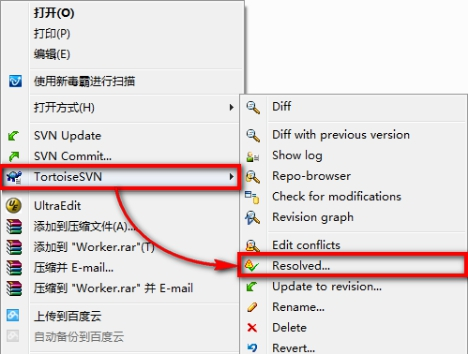 打开(O)
打印(P)
编辑(E)
使用新毒霸进行扫描
打开方式(H)
SVN Update
SVN Commit...
TortoiseSVN
UltraEdit
添加到压缩文件(A)...
添加到 "Worker.rar"(T)
压缩并 E-mail...
压缩到 "Worker.rar" 并 E-mail
上传到百度云
自动备份到百度云
Diff
Diff with previous version
Show log
Repo-browser
Check for modifications
Revision graph
Edit conflicts
Resolved...
Update to revision...
Rename...
Delete
Revert...